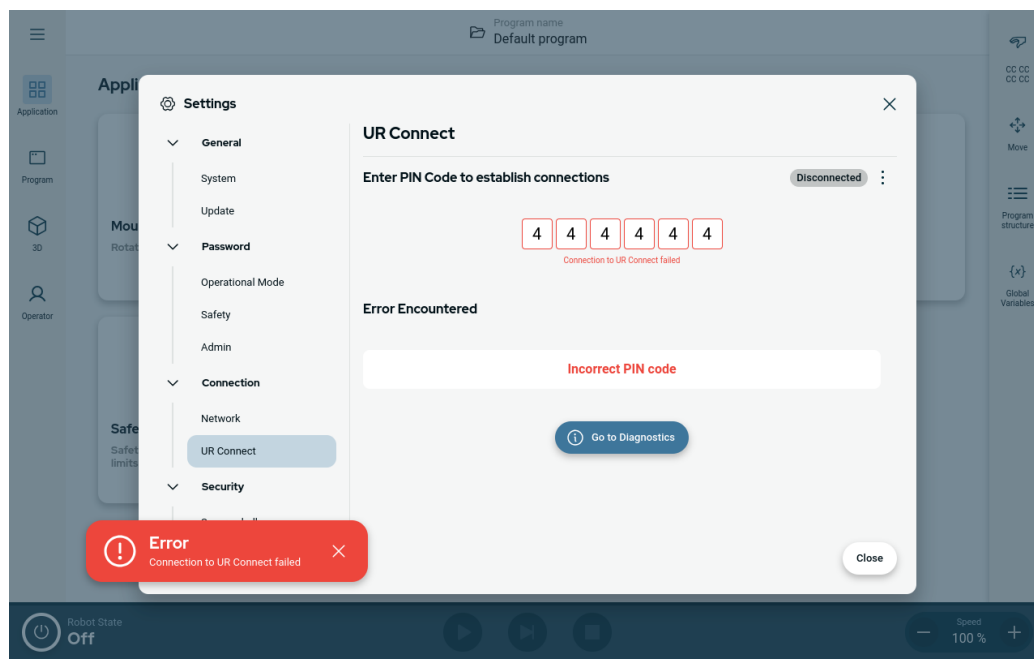 Program name
Default program
Appli
Application
Program
3D
Operator
Mou
Rotat
Safe
Safet
limits
Settings
General
System
Update
Password
Operational Mode
Safety
Admin
Connection
Network
UR Connect
Security
UR Connect
Enter PIN Code to establish connections
Disconnected
4 4 4 4 4 4
Connection to UR Connect failed
Error Encountered
Incorrect PIN code
Go to Diagnostics
Close
Error
Connection to UR Connect failed
CC CC
CC CC
Move
Program
structure
{x}
Global
Variables
Robot State
Off
Speed
100 %